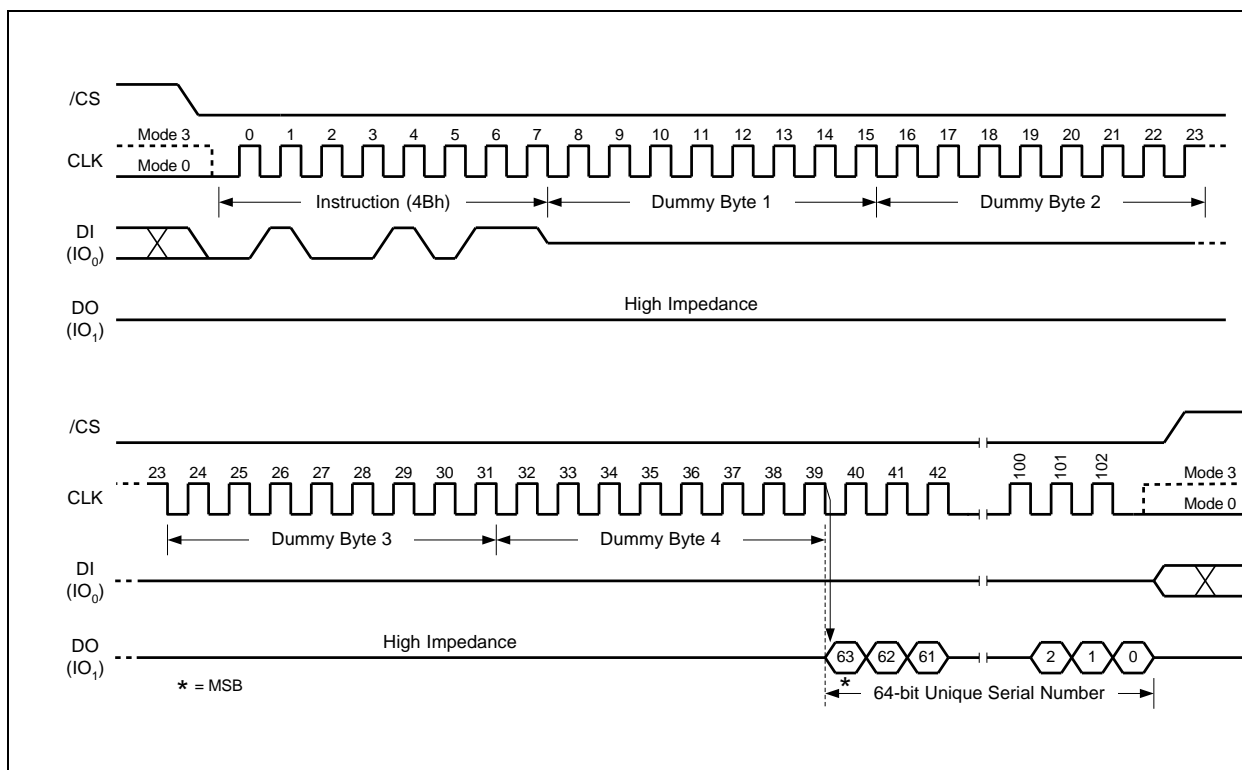 /CS
Mode 3 0 1 2 3 4 5 6 7 8 9 10 11 12 13 14 15 16 17 18 19 20 21 22 23
CLK Mode 0
Instruction (4Bh) Dummy Byte 1 Dummy Byte 2
DI
(IO0)
High Impedance
DO
(IO1)
/CS
23 24 25 26 27 28 29 30 31 32 33 34 35 36 37 38 39 40 41 42 100 101 102 Mode 3
CLK Mode 0
Dummy Byte 3 Dummy Byte 4
DI
(IO0)
High Impedance
DO
(IO1)
63 62 61 2 1 0
* = MSB * 64-bit Unique Serial Number